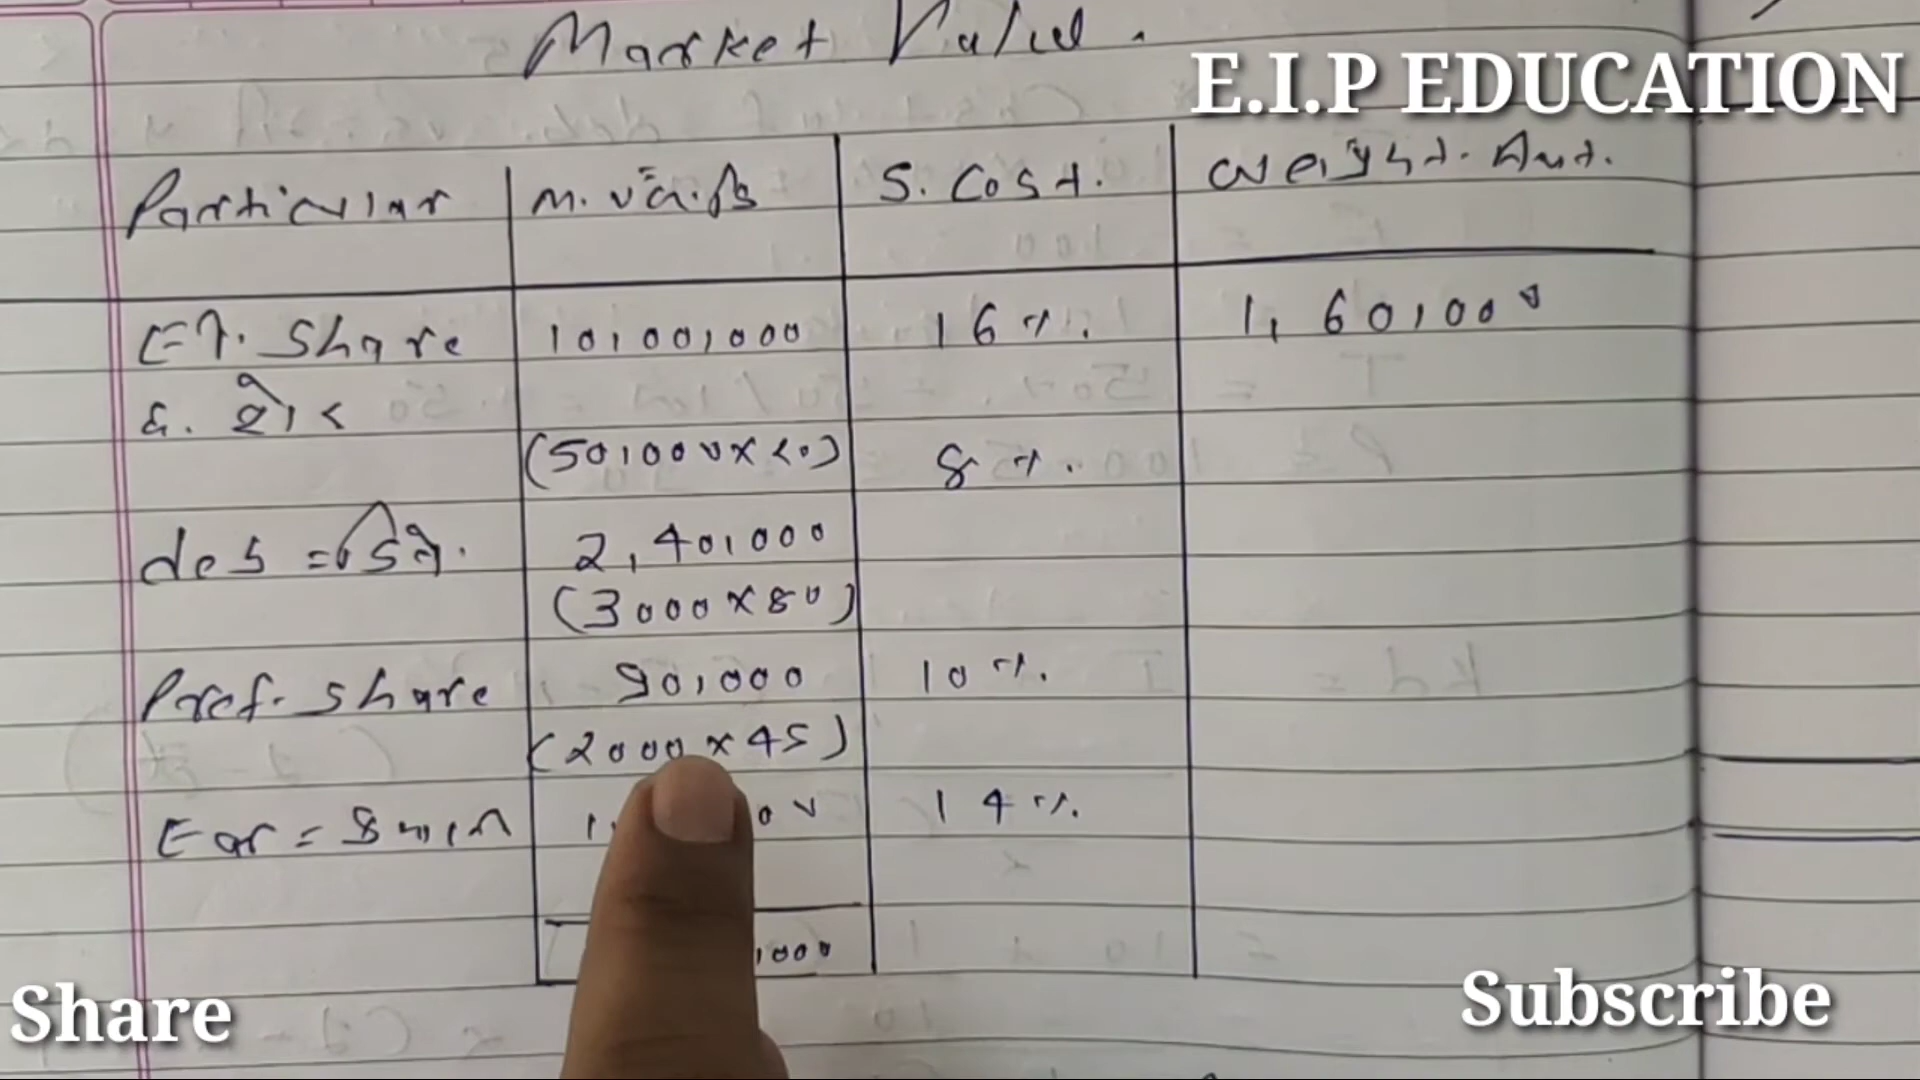 Market Value.
E.I.P EDUCATION
Particular M. S. Cost. Weight. Amt.
Eq. Share 10,00,000 16 %. 1,60,000
इ. शेर
(50,000 x 20) 8 %.
deb = 2,40,000
(3000 x 80)
Pref. Share 90,000 10 %.
(2000 x 45)
Ear = 14 %.
,000
Share
Subscribe